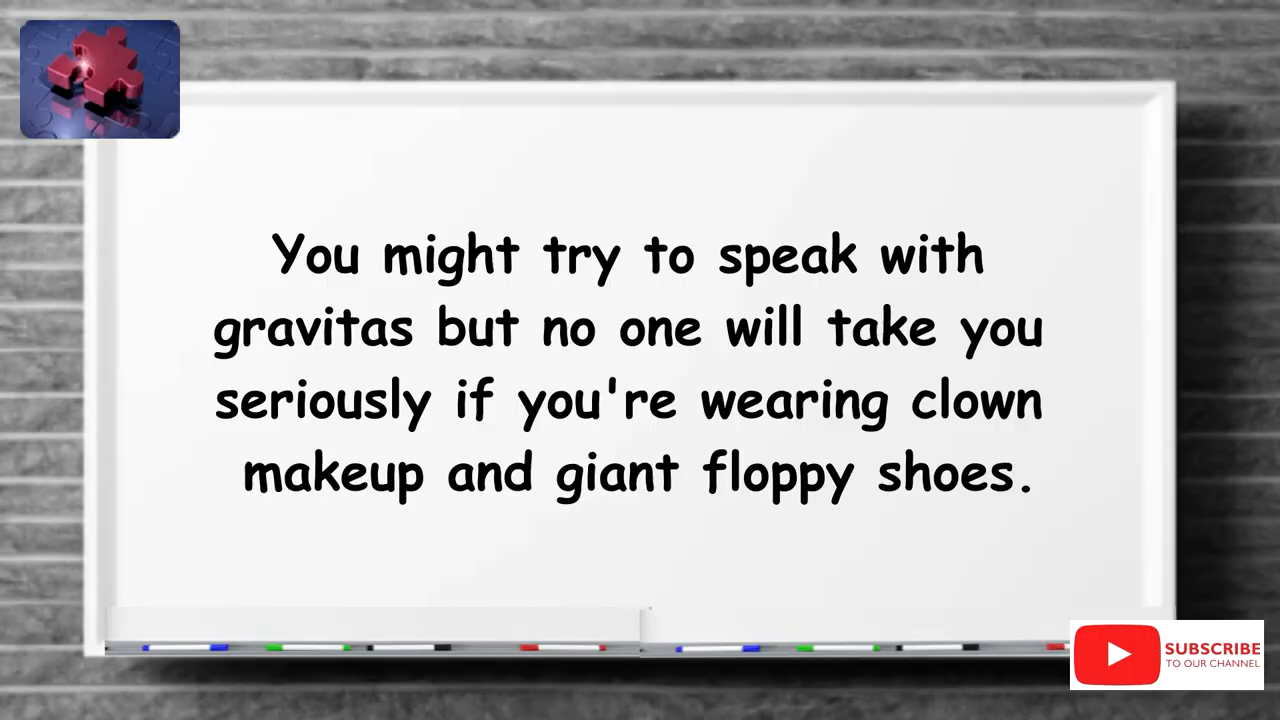 You might try to speak with
gravitas but no one will take you
seriously if you're wearing clown
makeup and giant floppy shoes.
SUBSCRIBE
TO OUR CHANNEL